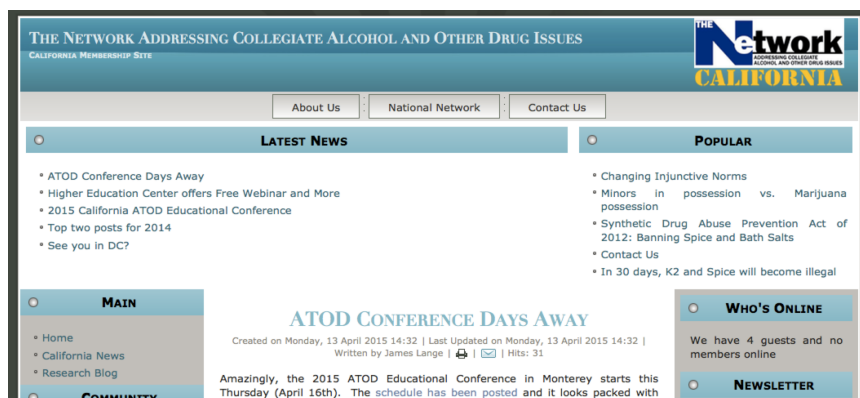 THE NETWORK ADDRESSING COLLEGIATE ALCOHOL AND OTHER DRUG ISSUES
CALIFORNIA MEMBERSHIP SITE
THE
Network
ADDRESSING COLLEGIATE
ALCOHOL AND OTHER DRUG ISSUES
CALIFORNIA
About Us
National Network
Contact Us
LATEST NEWS
ATOD Conference Days Away
Higher Education Center offers Free Webinar and More
2015 California ATOD Educational Conference
Top two posts for 2014
See you in DC?
POPULAR
Changing Injunctive Norms
Minors in possession vs. Marijuana
possession
Synthetic Drug Abuse Prevention Act of
2012: Banning Spice and Bath Salts
Contact Us
In 30 days, K2 and Spice will become illegal
MAIN
Home
California News
Research Blog
COMMUNITY
ATOD CONFERENCE DAYS AWAY
Created on Monday, 13 April 2015 14:32 | Last Updated on Monday, 13 April 2015 14:32 |
Written by James Lange | | | Hits: 31
Amazingly, the 2015 ATOD Educational Conference in Monterey starts this
Thursday (April 16th). The schedule has been posted and it looks packed with
WHO'S ONLINE
We have 4 guests and no
members online
NEWSLETTER